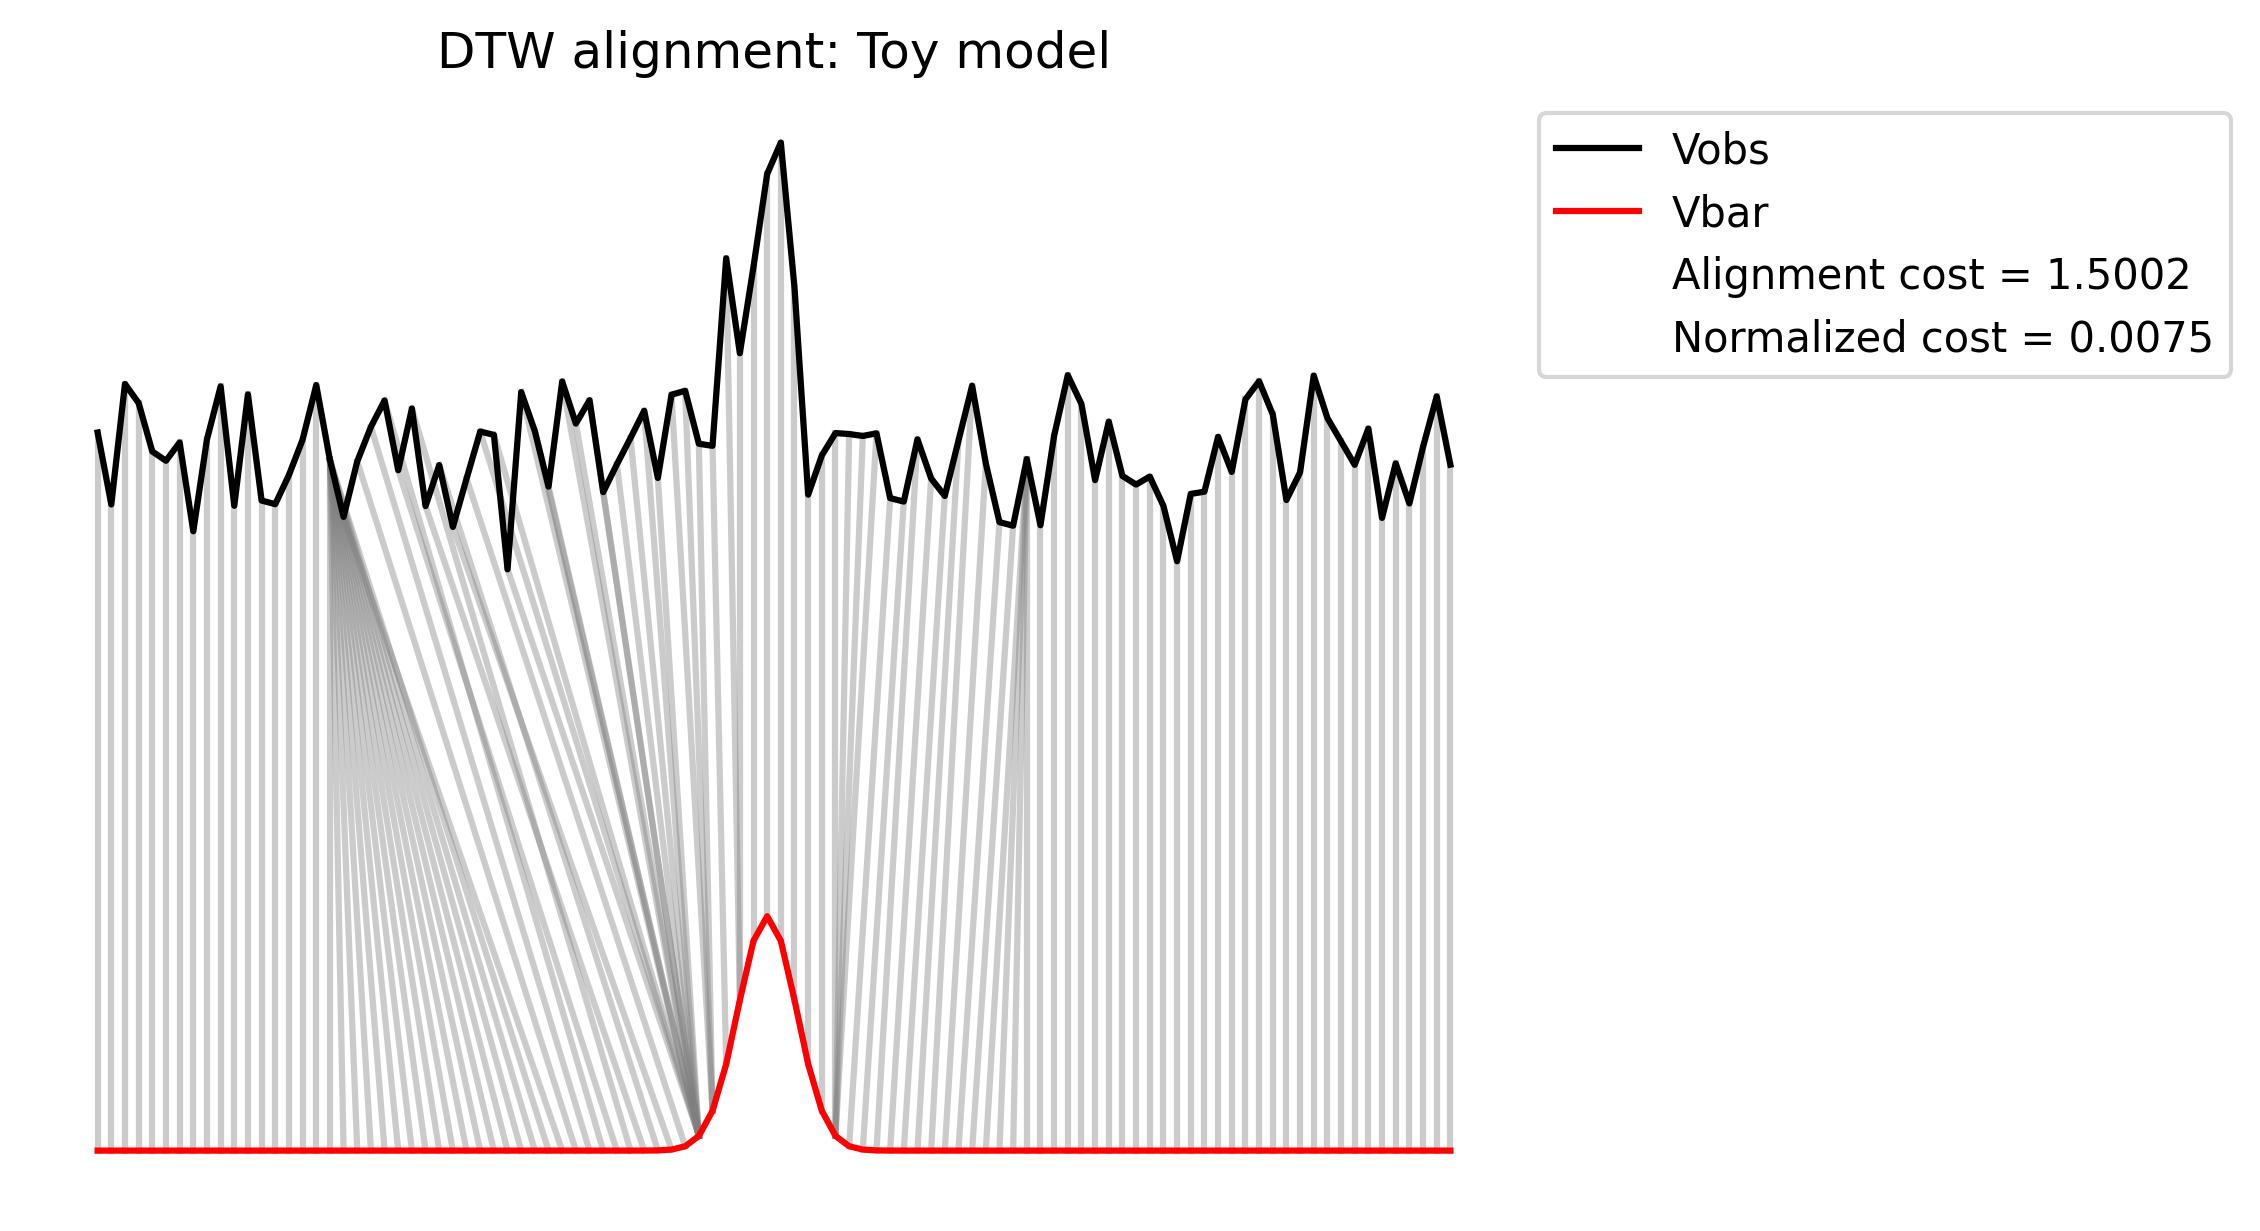 DTW alignment: Toy model
Vobs
Vbar
Alignment cost = 1.5002
Normalized cost = 0.0075